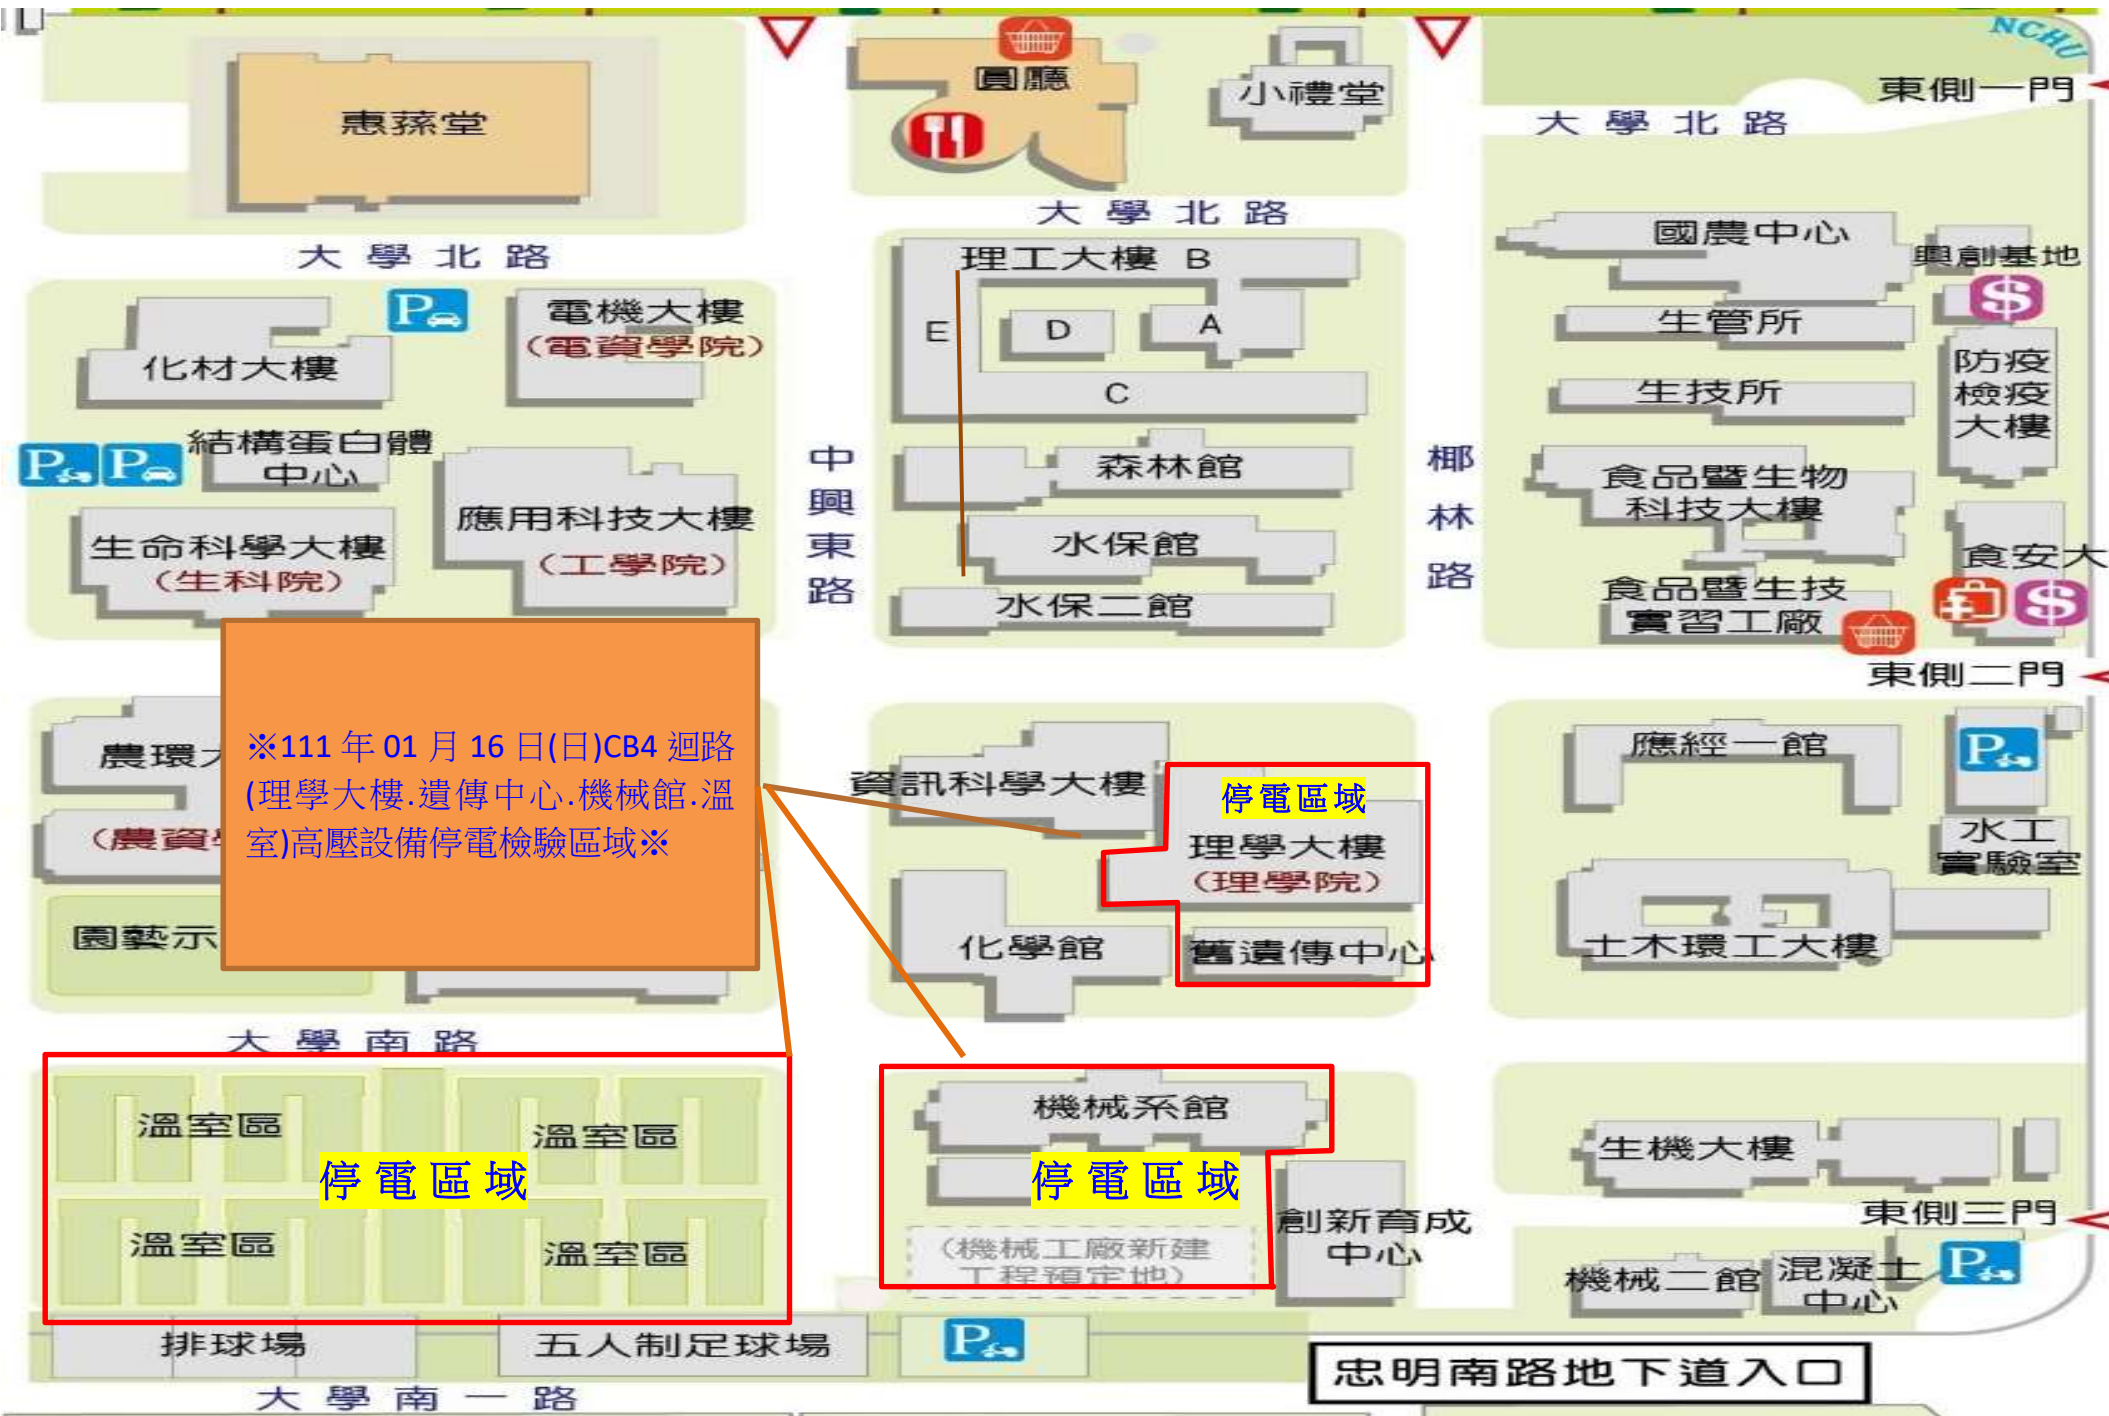 NCHU
圓廳
小禮堂
東側一門
惠蓀堂
大學北路
大學北路
大學北路
理工大樓 B
國農中心
興創基地
電機大樓
(電資學院)
E
D
A
生管所
化材大樓
防疫
檢疫
大樓
C
生技所
結構蛋白體
中心
中興東路
森林館
椰林路
食品暨生物
科技大樓
應用科技大樓
(工學院)
生命科學大樓
(生科院)
水保館
食安大
水保二館
食品暨生技
實習工廠
東側二門
農環大
※111 年 01 月 16 日(日)CB4 迴路
(理學大樓.遺傳中心.機械館.溫
室)高壓設備停電檢驗區域※
資訊科學大樓
停電區域
應經一館
理學大樓
(理學院)
水工
實驗室
(農資
園藝示
化學館
舊遺傳中心
土木環工大樓
大學南路
溫室區
溫室區
機械系館
停電區域
停電區域
生機大樓
溫室區
溫室區
(機械工廠新建
工程預定地)
創新育成
中心
東側三門
機械二館
混凝土
中心
排球場
五人制足球場
忠明南路地下道入口
大學南一路